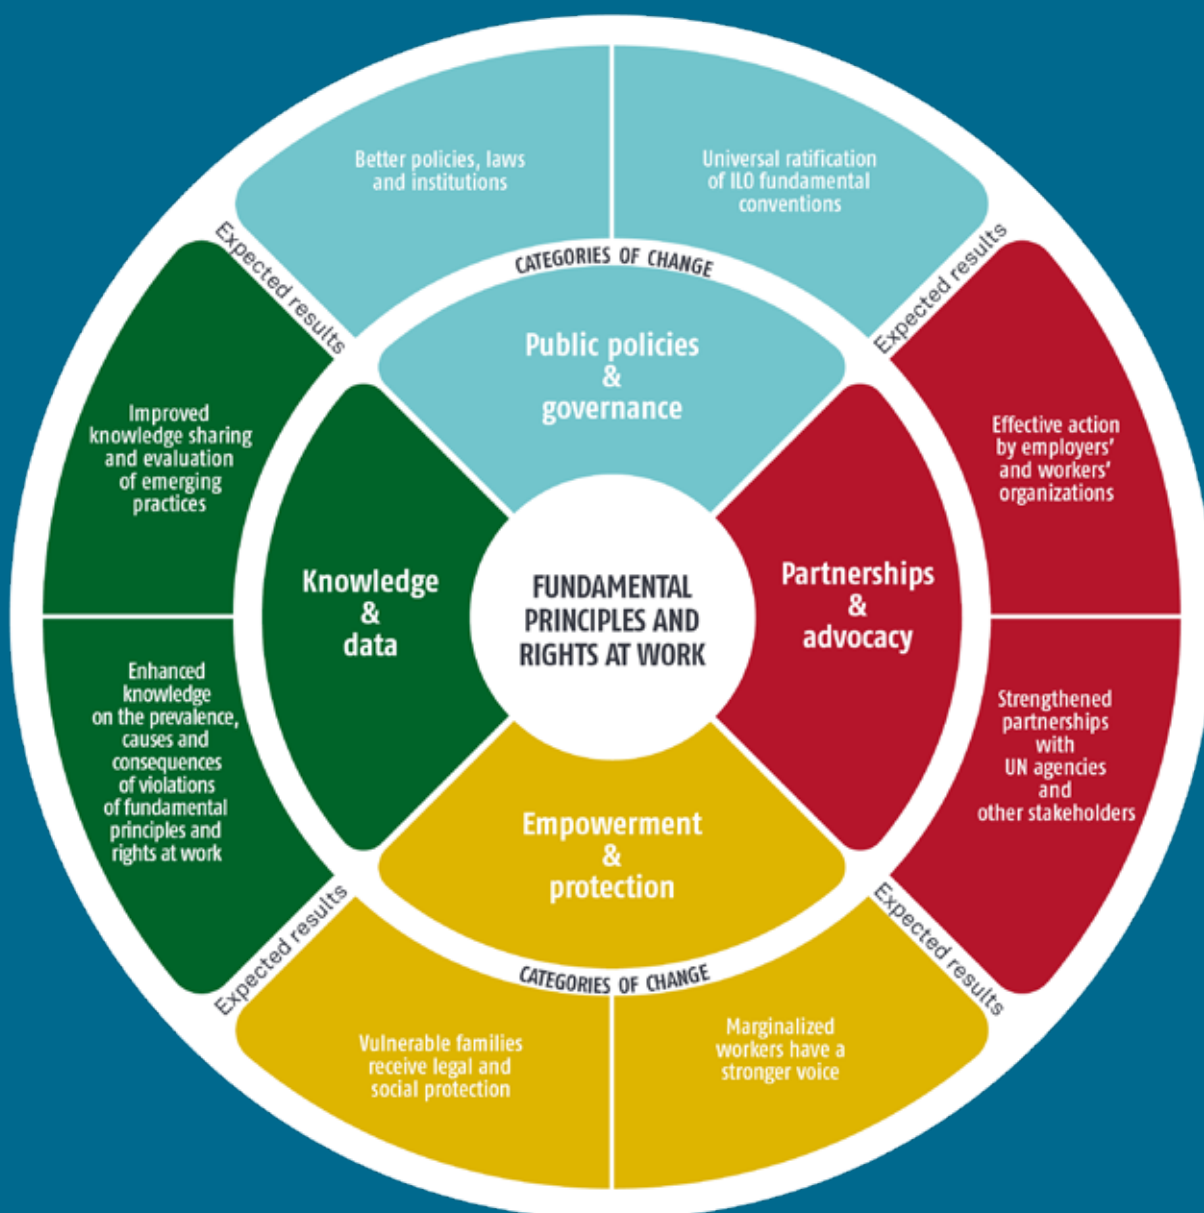 Better policies, laws
and institutions
Universal ratification
of ILO fundamental
conventions
Expected results
Expected results
CATEGORIES OF CHANGE
Public policies
&
governance
Improved
knowledge sharing
and evaluation
of emerging
practices
Effective action
by employers’
and workers’
organizations
Knowledge
&
data
FUNDAMENTAL
PRINCIPLES AND
RIGHTS AT WORK
Partnerships
&
advocacy
Enhanced
knowledge
on the prevalence,
causes and
consequences
of violations
of fundamental
principles and
rights at work
Strengthened
partnerships
with
UN agencies
and
other stakeholders
Empowerment
&
protection
Expected results
Expected results
CATEGORIES OF CHANGE
Vulnerable families
receive legal and
social protection
Marginalized
workers have a
stronger voice